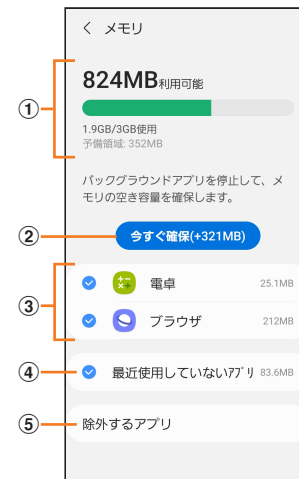 < メモリ
824MB利用可能
①
1.9GB/3GB使用
予備領域: 352MB
バックグラウンドアプリを停止して、メ
モリの空き容量を確保します。
② 今すぐ確保(+321MB)
③
電卓 25.1MB
ブラウザ 212MB
④ 最近使用していないｱﾌﾟﾘ 83.6MB
⑤ 除外するアプリ